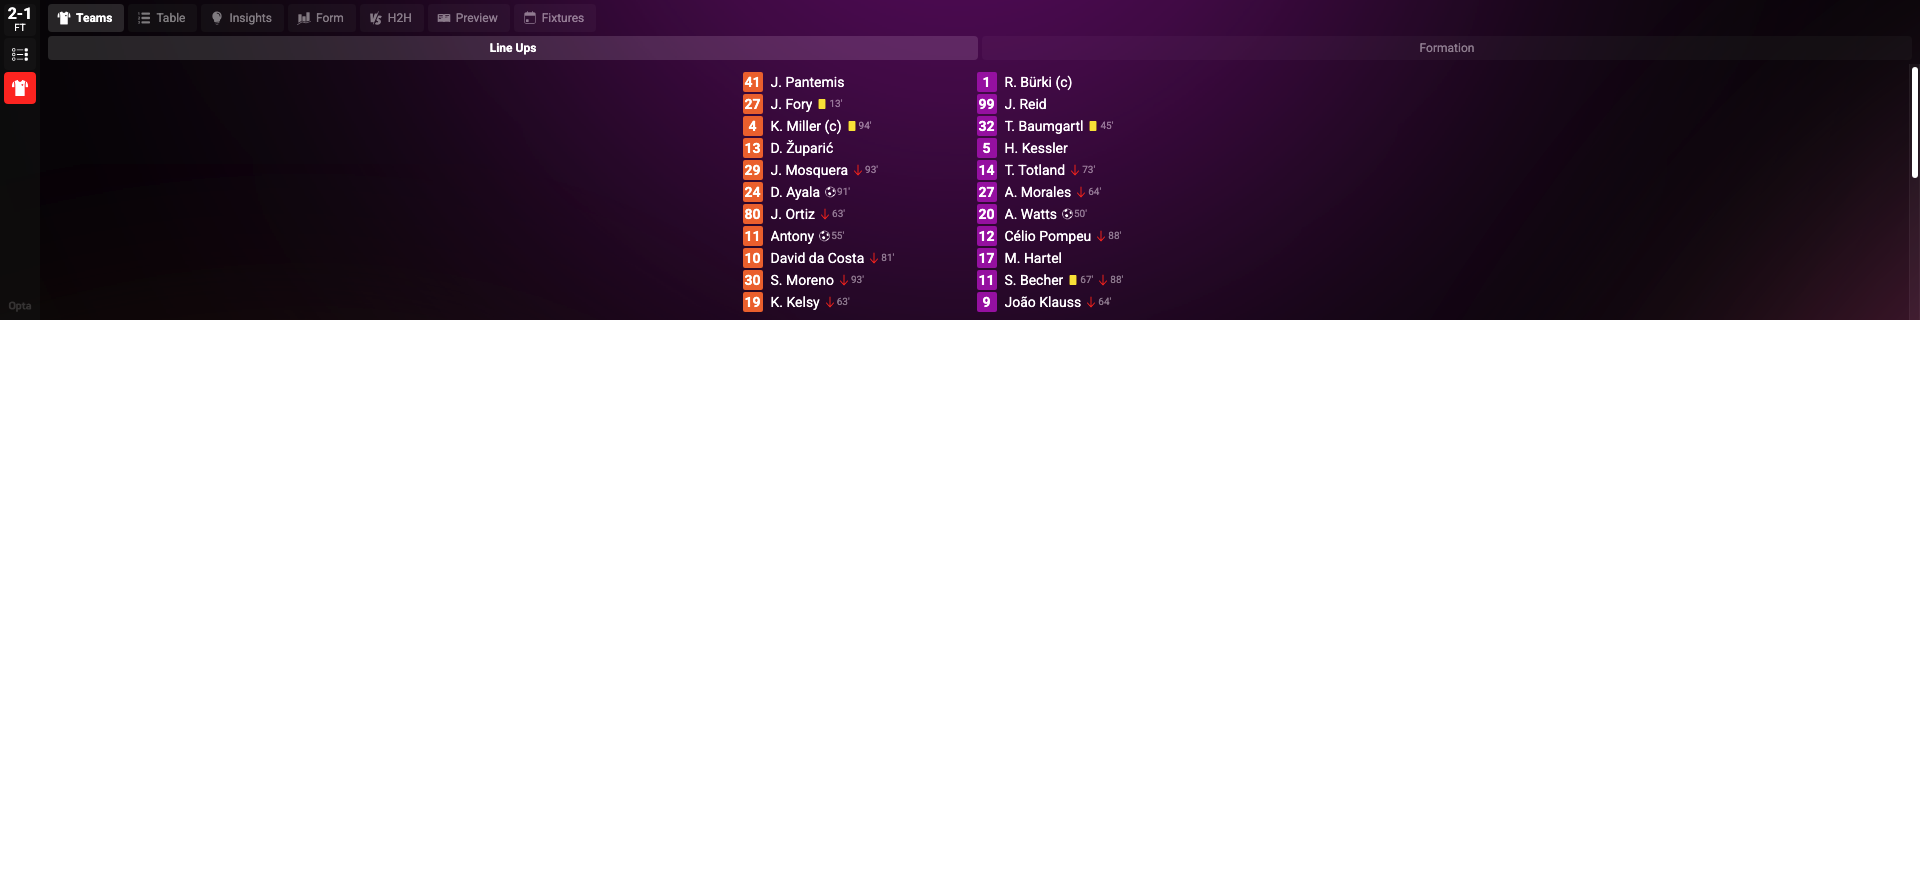 2-1
FT
Teams
Table
Insights
Form
H2H
Preview
Fixtures
Line Ups
Formation
41 J. Pantemis
27 J. Fory 13'
4 K. Miller (c) 94'
13 D. Župarić
29 J. Mosquera 93'
24 D. Ayala 91'
80 J. Ortiz 63'
11 Antony 55'
10 David da Costa 81'
30 S. Moreno 93'
19 K. Kelsy 63'
1 R. Bürki (c)
99 J. Reid
32 T. Baumgartl 45'
5 H. Kessler
14 T. Totland 73'
27 A. Morales 64'
20 A. Watts 50'
12 Célio Pompeu 88'
17 M. Hartel
11 S. Becher 67' 88'
9 João Klauss 64'
Opta